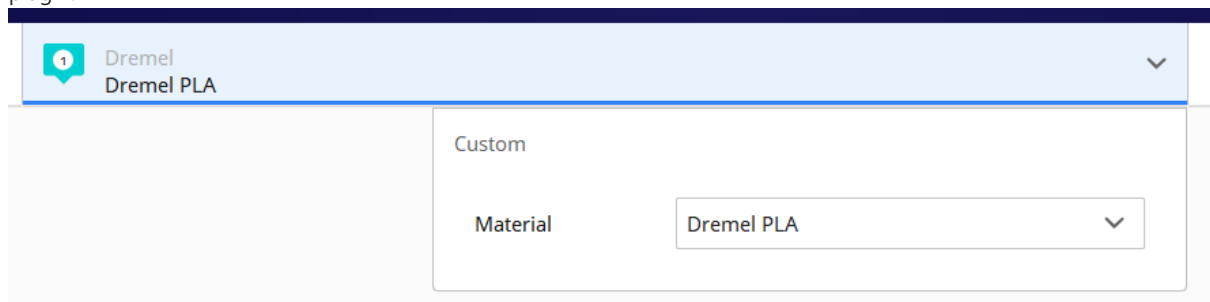 1
Dremel
Dremel PLA
Custom
Material Dremel PLA